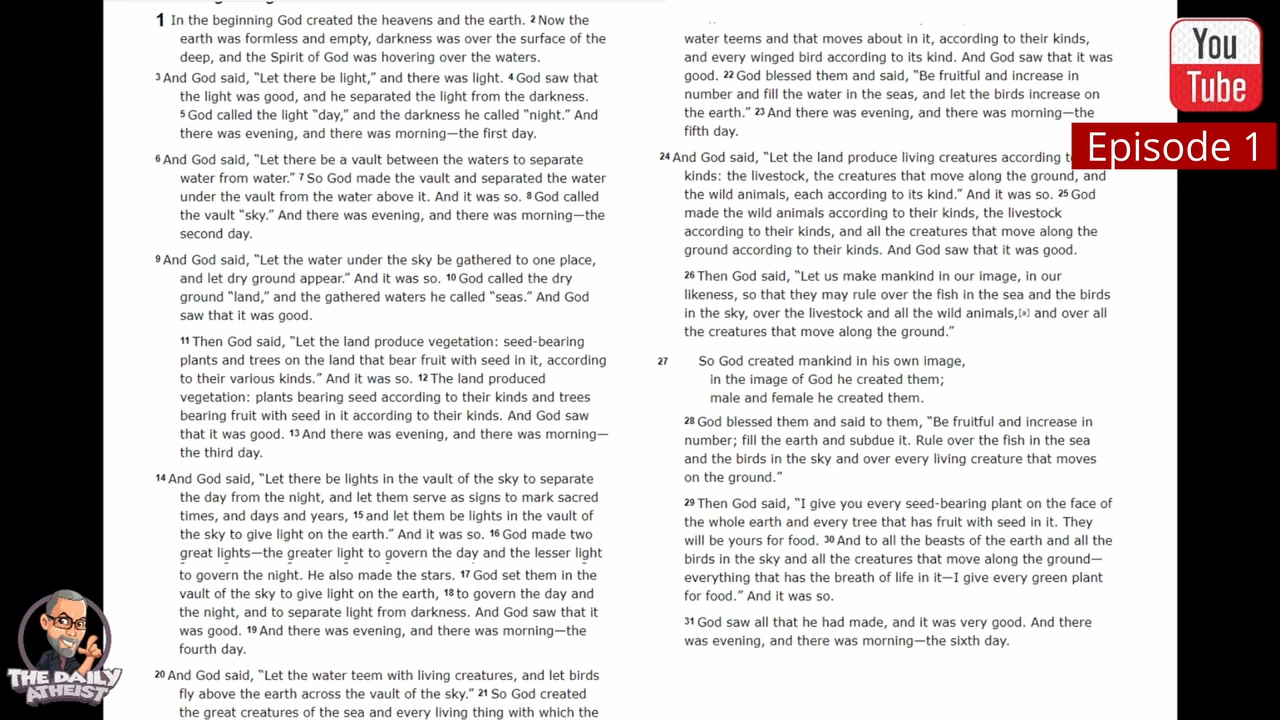 1 In the beginning God created the heavens and the earth. 2 Now the
earth was formless and empty, darkness was over the surface of the
deep, and the Spirit of God was hovering over the waters.
3 And God said, “Let there be light,” and there was light. 4 God saw that
the light was good, and he separated the light from the darkness.
5 God called the light “day,” and the darkness he called “night.” And
there was evening, and there was morning—the first day.
6 And God said, “Let there be a vault between the waters to separate
water from water.” 7 So God made the vault and separated the water
under the vault from the water above it. And it was so. 8 God called
the vault “sky.” And there was evening, and there was morning—the
second day.
9 And God said, “Let the water under the sky be gathered to one place,
and let dry ground appear.” And it was so. 10 God called the dry
ground “land,” and the gathered waters he called “seas.” And God
saw that it was good.
11 Then God said, “Let the land produce vegetation: seed-bearing
plants and trees on the land that bear fruit with seed in it, according
to their various kinds.” And it was so. 12 The land produced
vegetation: plants bearing seed according to their kinds and trees
bearing fruit with seed in it according to their kinds. And God saw
that it was good. 13 And there was evening, and there was morning—
the third day.
14 And God said, “Let there be lights in the vault of the sky to separate
the day from the night, and let them serve as signs to mark sacred
times, and days and years, 15 and let them be lights in the vault of
the sky to give light on the earth.” And it was so. 16 God made two
great lights—the greater light to govern the day and the lesser light
to govern the night. He also made the stars. 17 God set them in the
vault of the sky to give light on the earth, 18 to govern the day and
the night, and to separate light from darkness. And God saw that it
was good. 19 And there was evening, and there was morning—the
fourth day.
20 And God said, “Let the water teem with living creatures, and let birds
fly above the earth across the vault of the sky.” 21 So God created
the great creatures of the sea and every living thing with which the
water teems and that moves about in it, according to their kinds,
and every winged bird according to its kind. And God saw that it was
good. 22 God blessed them and said, “Be fruitful and increase in
number and fill the water in the seas, and let the birds increase on
the earth.” 23 And there was evening, and there was morning—the
fifth day.
24 And God said, “Let the land produce living creatures according
kinds: the livestock, the creatures that move along the ground, and
the wild animals, each according to its kind.” And it was so. 25 God
made the wild animals according to their kinds, the livestock
according to their kinds, and all the creatures that move along the
ground according to their kinds. And God saw that it was good.
26 Then God said, “Let us make mankind in our image, in our
likeness, so that they may rule over the fish in the sea and the birds
in the sky, over the livestock and all the wild animals,[a] and over all
the creatures that move along the ground.”
27 So God created mankind in his own image,
in the image of God he created them;
male and female he created them.
28 God blessed them and said to them, “Be fruitful and increase in
number; fill the earth and subdue it. Rule over the fish in the sea
and the birds in the sky and over every living creature that moves
on the ground.”
29 Then God said, “I give you every seed-bearing plant on the face of
the whole earth and every tree that has fruit with seed in it. They
will be yours for food. 30 And to all the beasts of the earth and all the
birds in the sky and all the creatures that move along the ground—
everything that has the breath of life in it—I give every green plant
for food.” And it was so.
31 God saw all that he had made, and it was very good. And there
was evening, and there was morning—the sixth day.
You
Tube
Episode 1
THE DAILY
ATHEIST